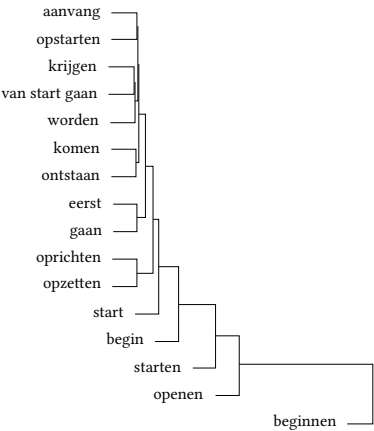 aanvang
opstarten
krijgen
van start gaan
worden
komen
ontstaan
eerst
gaan
oprichten
opzetten
start
begin
starten
openen
beginnen